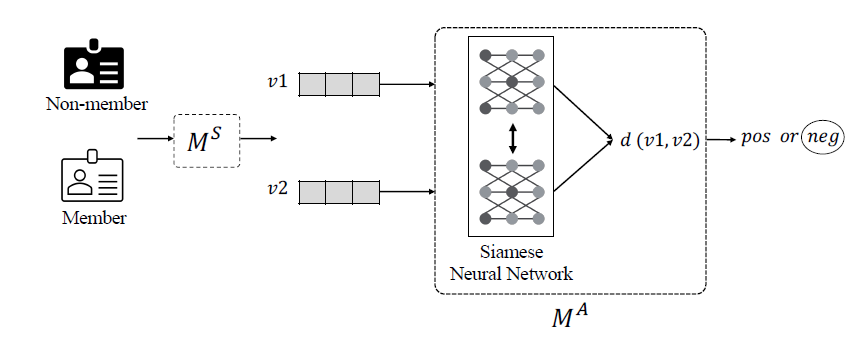 Non-member
Member
M^S
v1
v2
Siamese
Neural Network
d (v1, v2)
pos or neg
M^A